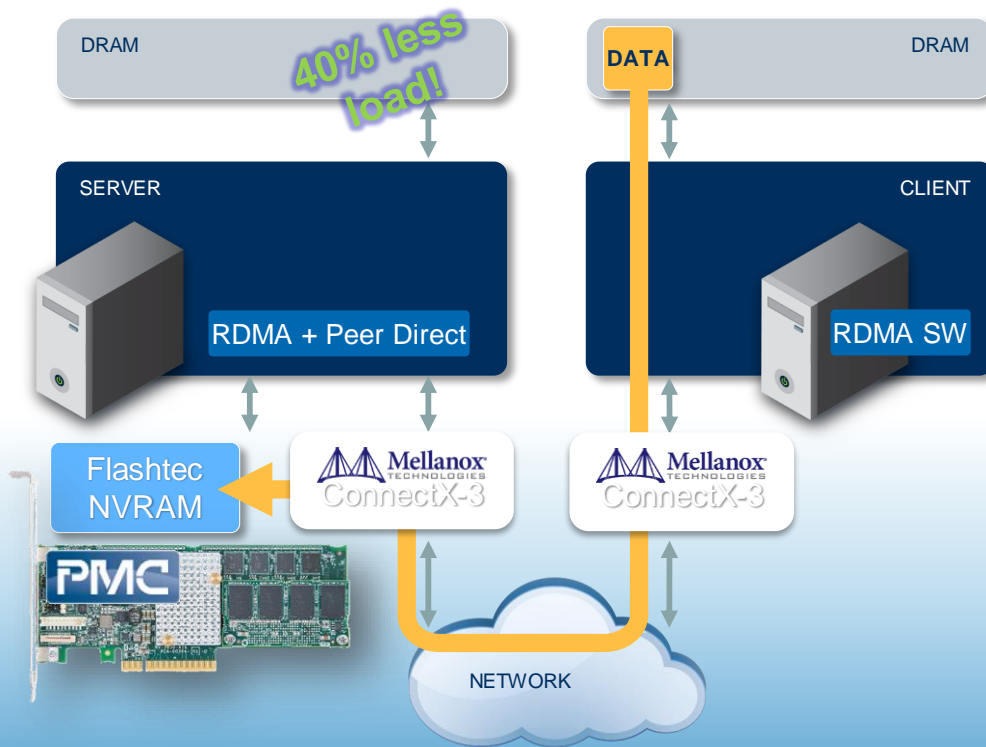 DRAM
40% less
load!
DATA
DRAM
SERVER
CLIENT
RDMA + Peer Direct
RDMA SW
Flashtec
NVRAM
Mellanox
TECHNOLOGIES
ConnectX-3
Mellanox
TECHNOLOGIES
ConnectX-3
PMC
NETWORK